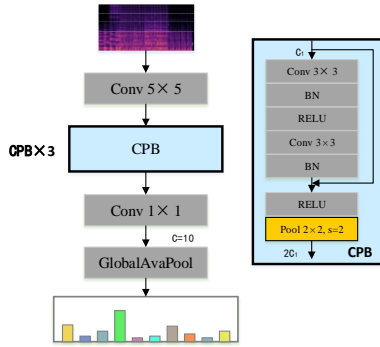 Conv 5× 5
CPB×3
CPB
Conv 1× 1
C=10
GlobalAvaPool
C₁
Conv 3× 3
BN
RELU
Conv 3×3
BN
RELU
Pool 2×2, s=2
2C₁
CPB